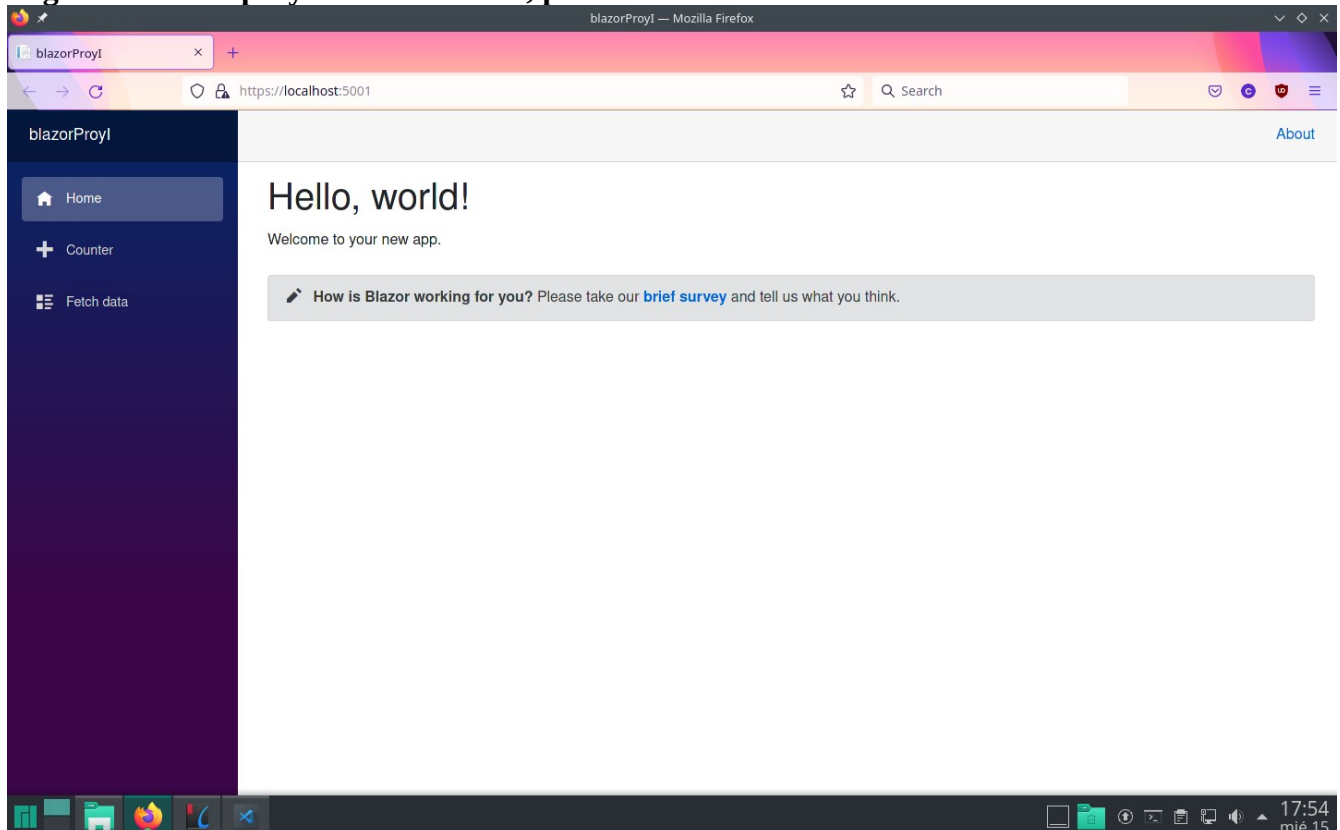 blazorProyI — Mozilla Firefox
blazorProyI
https://localhost:5001
Search
blazorProyI
About
Home
Hello, world!
Welcome to your new app.
Counter
Fetch data
How is Blazor working for you? Please take our brief survey and tell us what you think.
17:54
mié 15